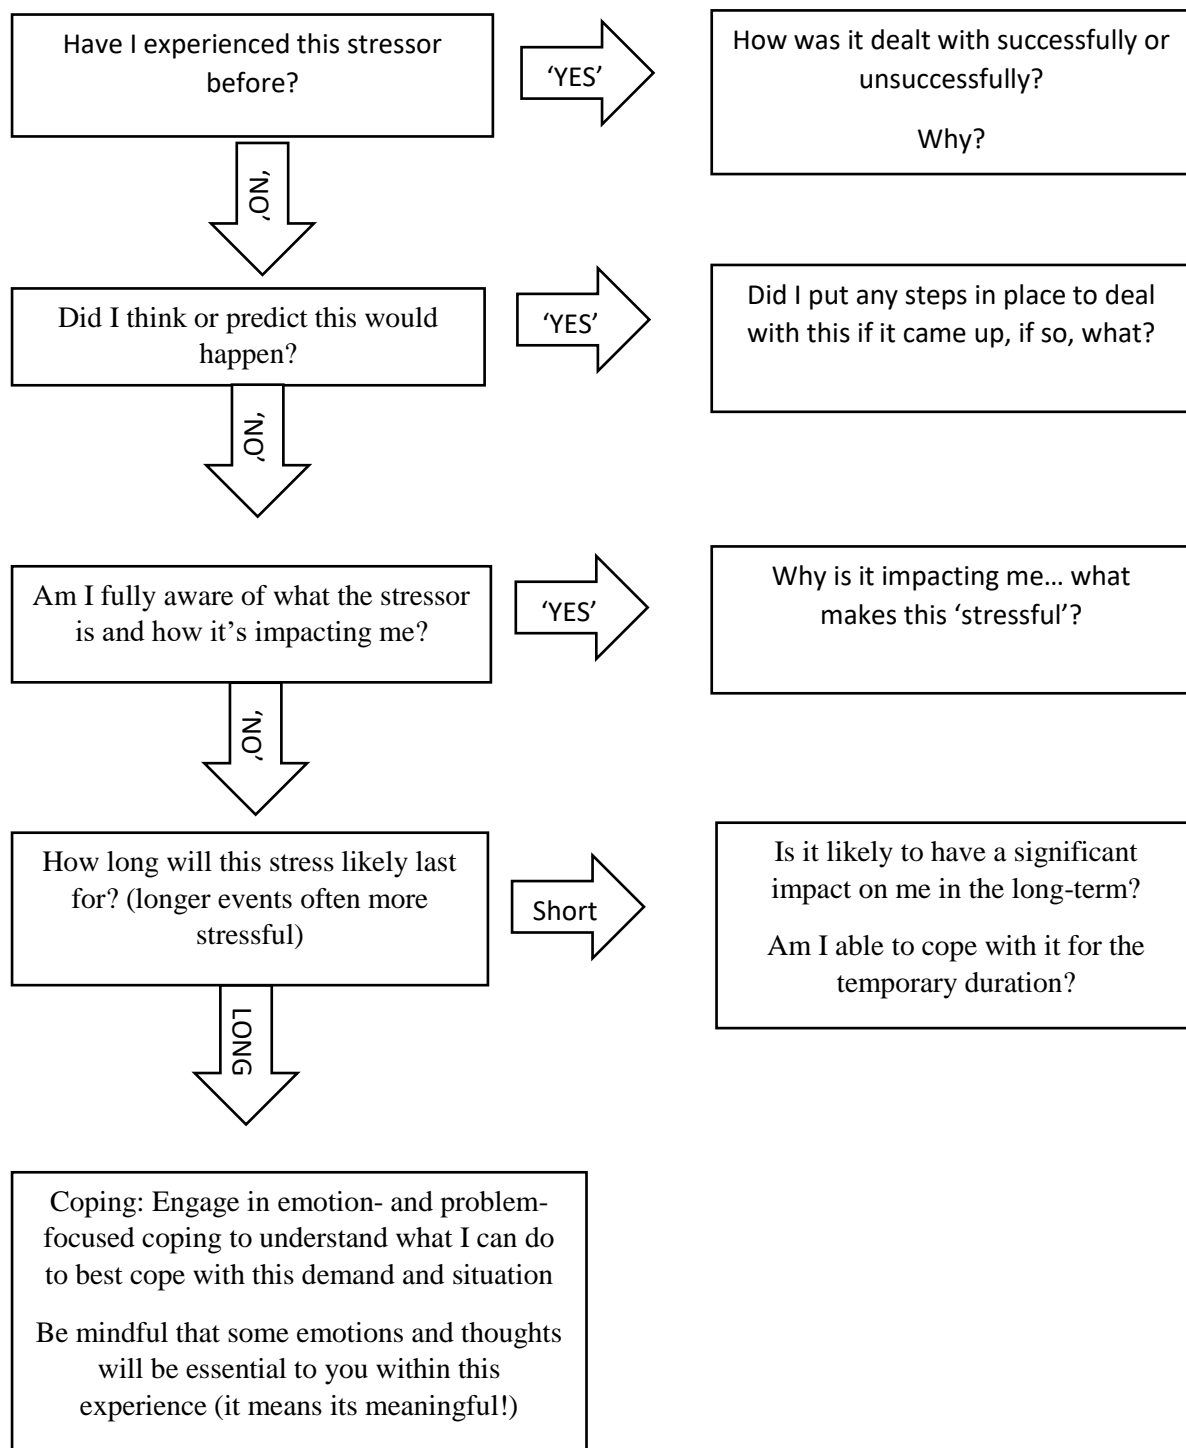 Have I experienced this stressor
before?
‘YES’
How was it dealt with successfully or
unsuccessfully?
Why?
‘NO’
Did I think or predict this would
happen?
‘YES’
Did I put any steps in place to deal
with this if it came up, if so, what?
‘NO’
Am I fully aware of what the stressor
is and how it’s impacting me?
‘YES’
Why is it impacting me… what
makes this ‘stressful’?
‘NO’
How long will this stress likely last
for? (longer events often more
stressful)
Short
Is it likely to have a significant
impact on me in the long-term?
Am I able to cope with it for the
temporary duration?
LONG
Coping: Engage in emotion- and problem-
focused coping to understand what I can do
to best cope with this demand and situation
Be mindful that some emotions and thoughts
will be essential to you within this
experience (it means its meaningful!)